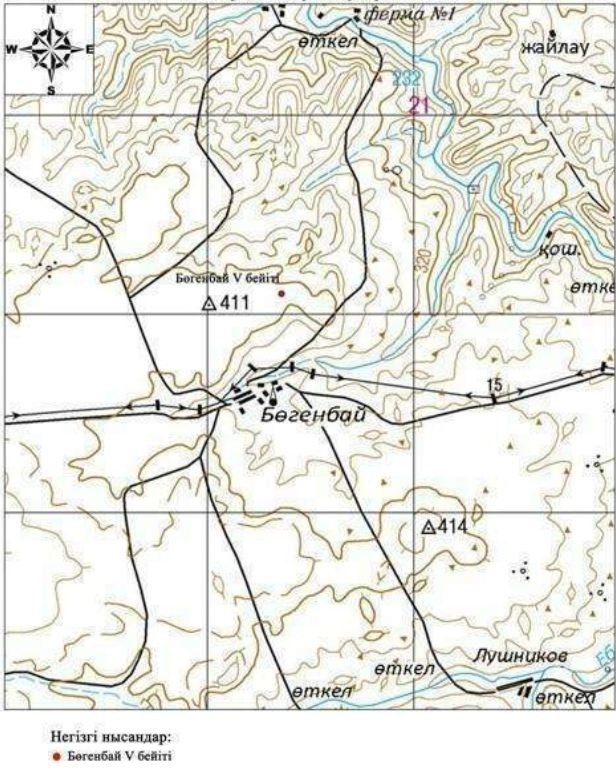 N
W E
S
ферма №1
өткел
жайлау
232
21
қош.
320
өтке
Бөгенбай V бейіті
411
15
Бөгенбай
414
Лушников
өткел
өткел
өткел
Негізгі нысандар:
Бөгенбай V бейіті